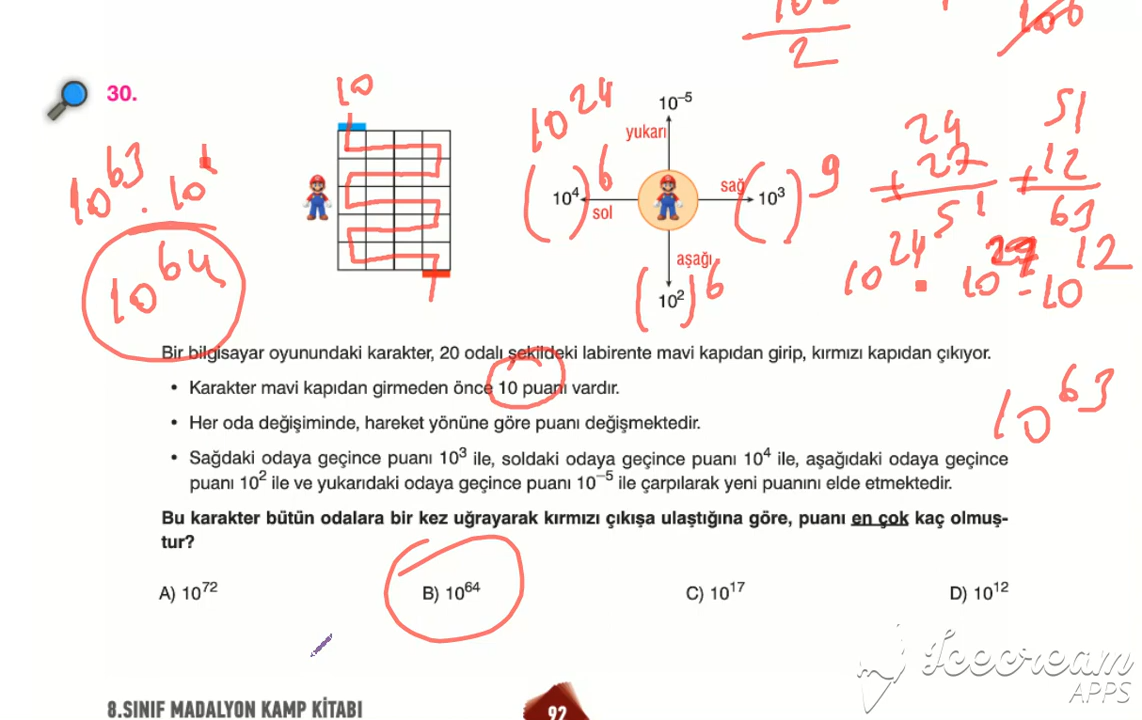 10
2
106
30.
10
10²⁴
10⁻⁵
yukarı
24
+27
51
51
+12
63
10⁶³ · 10¹
10⁶⁴
(10⁴)⁶
sol
sağ
(10³)⁹
aşağı
(10²)⁶
10²⁴ · 10²⁷ · 10¹²
Bir bilgisayar oyunundaki karakter, 20 odalı şekildeki labirente mavi kapıdan girip, kırmızı kapıdan çıkıyor.
• Karakter mavi kapıdan girmeden önce 10 puanı vardır.
10⁶³
• Her oda değişiminde, hareket yönüne göre puanı değişmektedir.
• Sağdaki odaya geçince puanı 10³ ile, soldaki odaya geçince puanı 10⁴ ile, aşağıdaki odaya geçince
puanı 10² ile ve yukarıdaki odaya geçince puanı 10⁻⁵ ile çarpılarak yeni puanını elde etmektedir.
Bu karakter bütün odalara bir kez uğrayarak kırmızı çıkışa ulaştığına göre, puanı en çok kaç olmuş-
tur?
A) 10⁷² B) 10⁶⁴ C) 10¹⁷ D) 10¹²
Icecream
APPS
8.SINIF MADALYON KAMP KİTABI
92